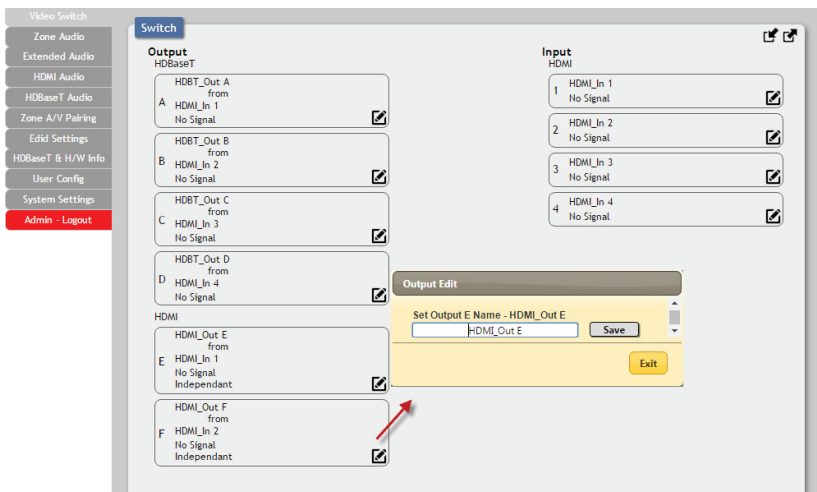 Video Switch
Zone Audio
Extended Audio
HDMI Audio
HDBaseT Audio
Zone A/V Pairing
Edid Settings
HDBaseT & H/W Info
User Config
System Settings
Admin - Logout
Switch
Output
HDBaseT
A
HDBT_Out A
from
HDMI_In 1
No Signal
B
HDBT_Out B
from
HDMI_In 2
No Signal
C
HDBT_Out C
from
HDMI_In 3
No Signal
D
HDBT_Out D
from
HDMI_In 4
No Signal
HDMI
E
HDMI_Out E
from
HDMI_In 1
No Signal
Independant
F
HDMI_Out F
from
HDMI_In 2
No Signal
Independant
Input
HDMI
1
HDMI_In 1
No Signal
2
HDMI_In 2
No Signal
3
HDMI_In 3
No Signal
4
HDMI_In 4
No Signal
Output Edit
Set Output E Name - HDMI_Out E
HDMI_Out E
Save
Exit